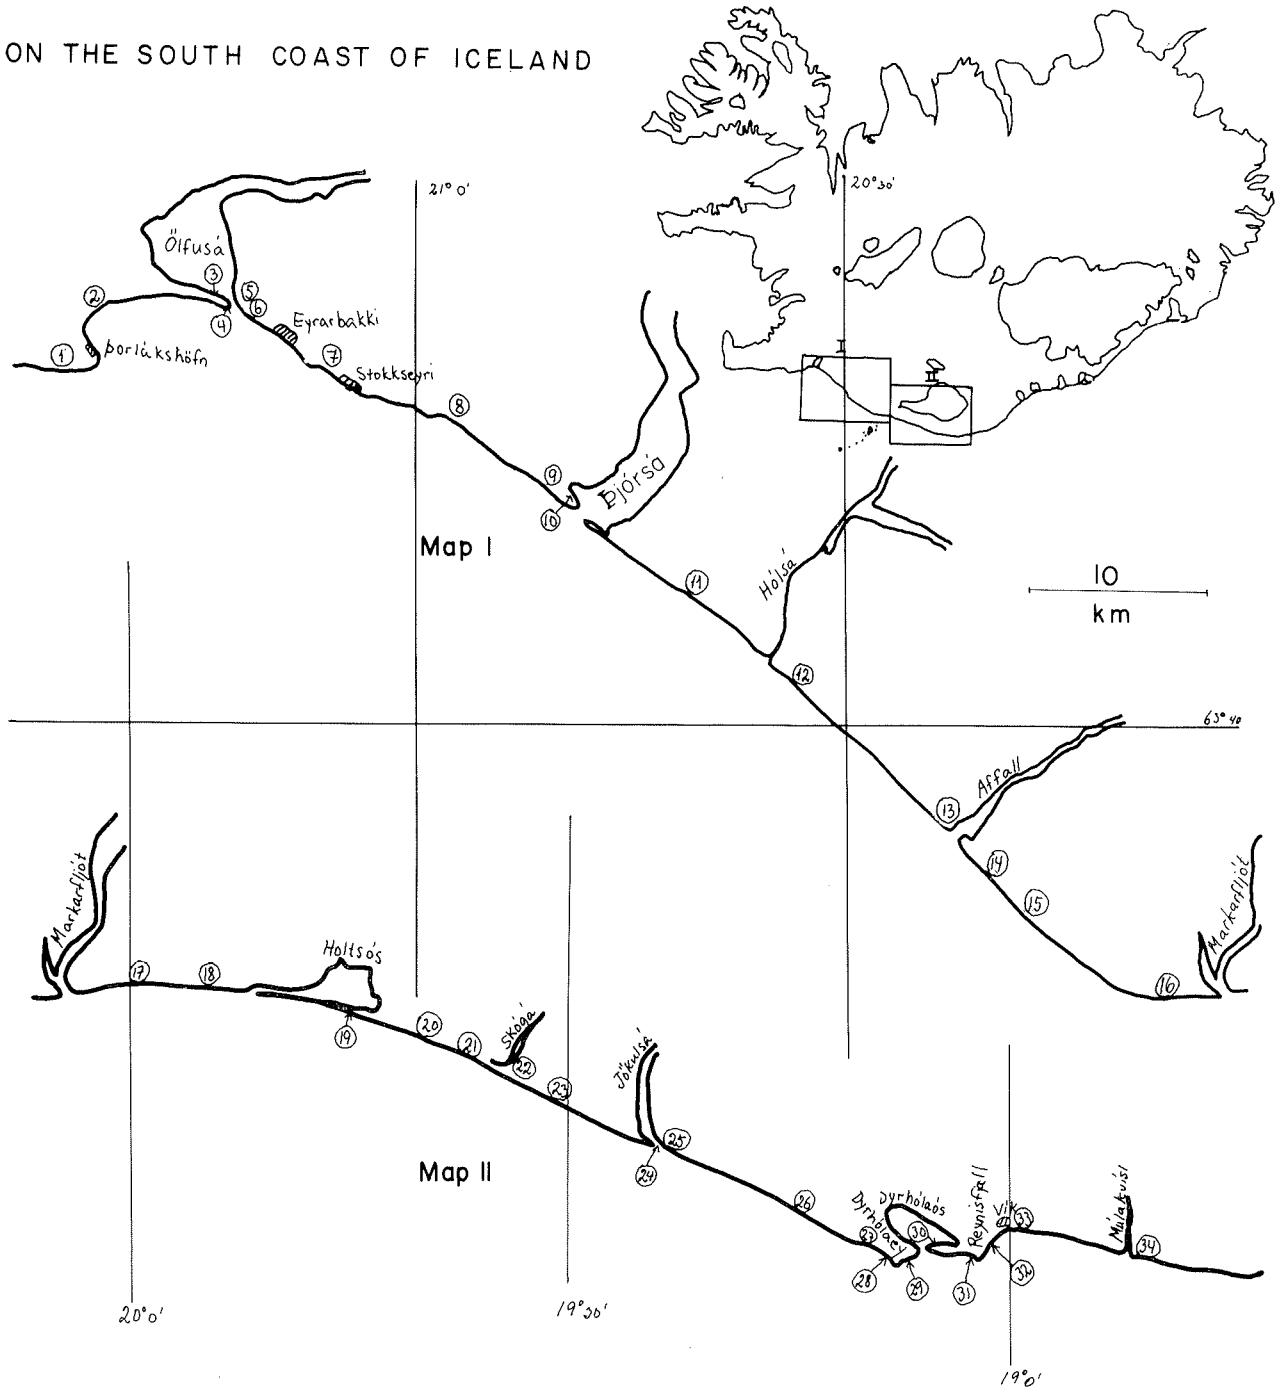 ON THE SOUTH COAST OF ICELAND
21° 0'
20° 30'
Ölfusá
3
2
5
6
4
Eyrarbakki
1
Þorlákshöfn
7
Stokkseyri
I
II
8
9
10
Þjórsá
Map I
11
Hólsá
10
km
12
63° 40
Affall
13
14
15
Markarfljót
16
Markarfljót
17
18
Holtsós
19
20
21
Skógá
22
23
Jökulsá
24
25
Map II
26
27
28
Dyrhólaey
Dyrhólaós
29
30
Reynisfjall
31
32
Vík
33
Múlakvísl
34
20° 0'
19° 30'
19° 0'